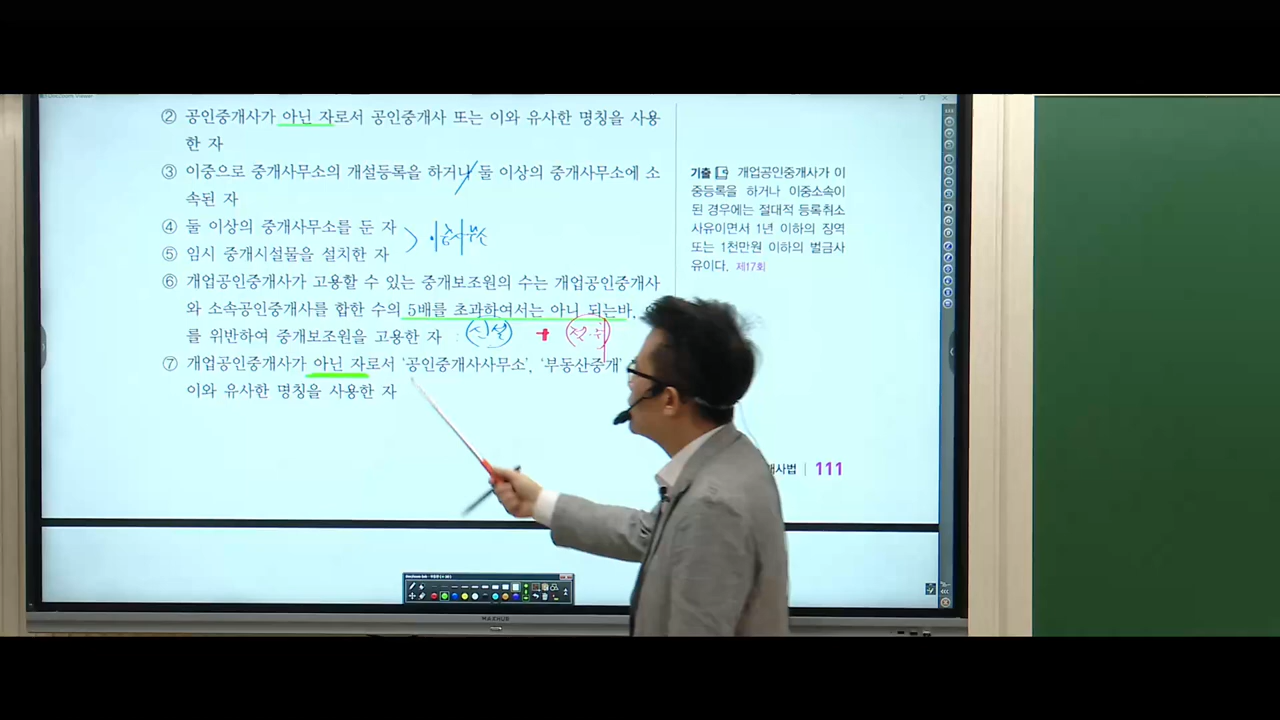 ② 공인중개사가 아닌 자로서 공인중개사 또는 이와 유사한 명칭을 사용
한 자
③ 이중으로 중개사무소의 개설등록을 하거나 둘 이상의 중개사무소에 소
속된 자
④ 둘 이상의 중개사무소를 둔 자
⑤ 임시 중개시설물을 설치한 자
⑥ 개업공인중개사가 고용할 수 있는 중개보조원의 수는 개업공인중개사
와 소속공인중개사를 합한 수의 5배를 초과하여서는 아니 되는바,
를 위반하여 중개보조원을 고용한 자 : 신설 +
⑦ 개업공인중개사가 아닌 자로서 '공인중개사사무소', '부동산중개'
이와 유사한 명칭을 사용한 자
기출 개업공인중개사가 이
중등록을 하거나 이중소속이
된 경우에는 절대적 등록취소
사유이면서 1년 이하의 징역
또는 1천만원 이하의 벌금사
유이다. 제17회
개사법 | 111
MAXHUB